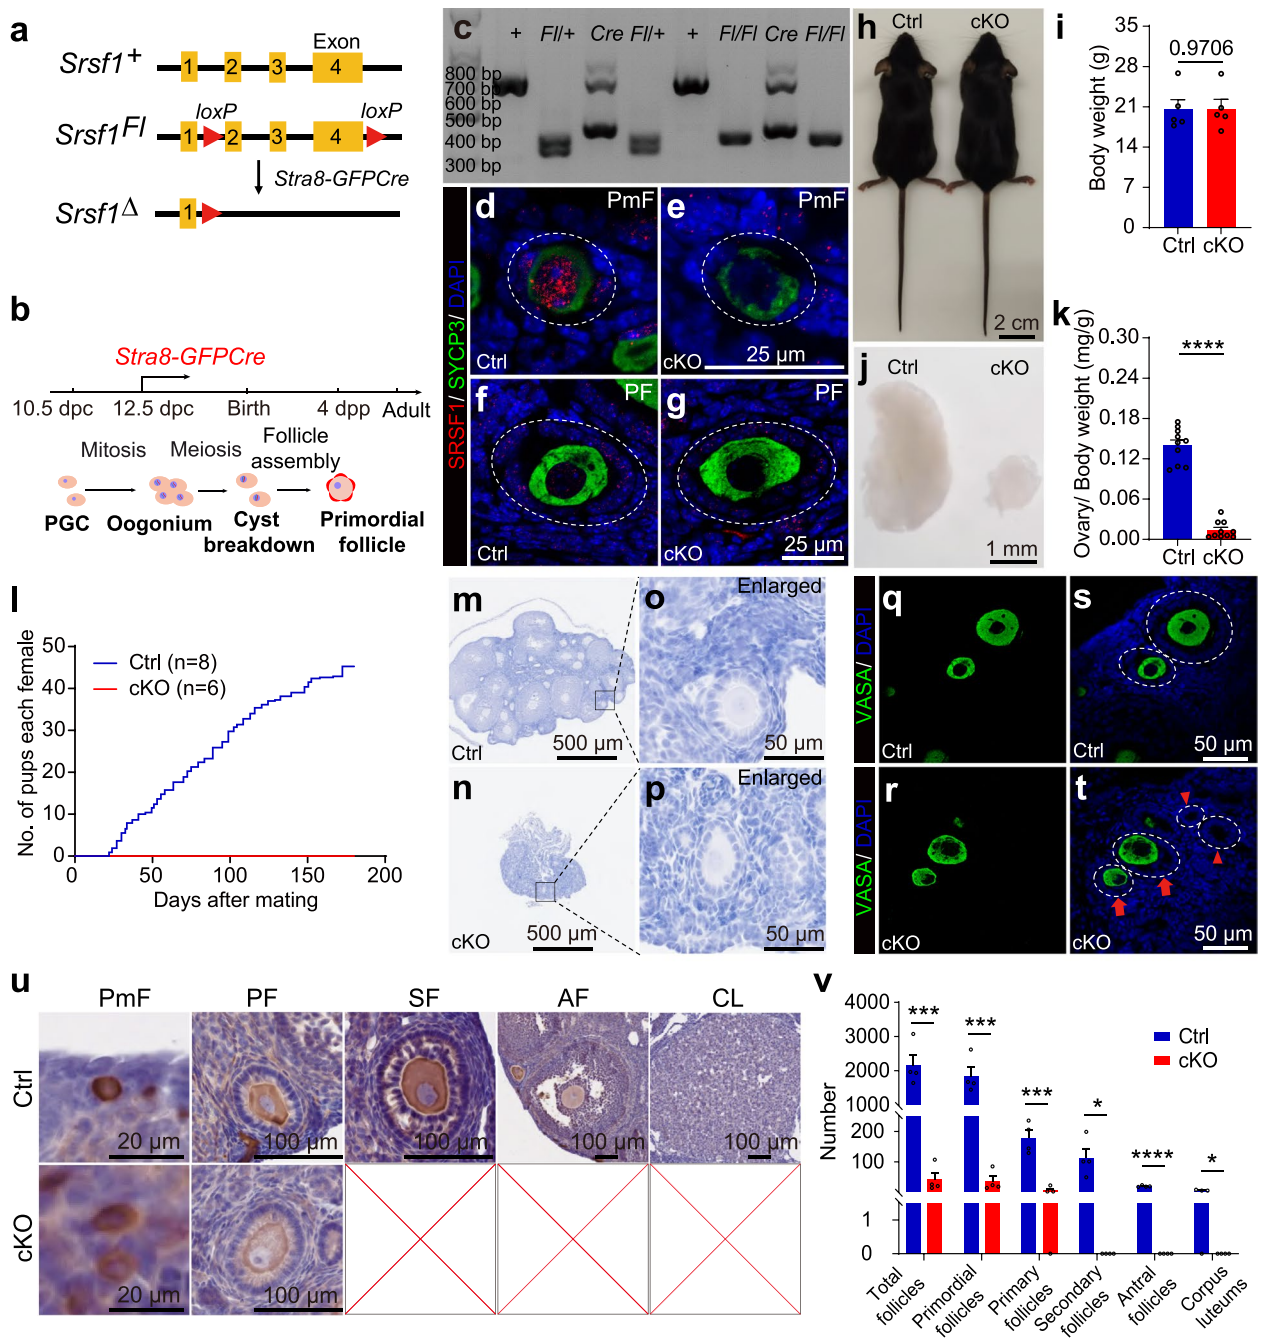 a
Exon
Srsf1+
1 2 3 4
loxP loxP
Srsf1Fl
1 2 3 4
Stra8-GFPCre
Srsf1Δ
1
b
Stra8-GFPCre
10.5 dpc 12.5 dpc Birth 4 dpp Adult
Mitosis Meiosis Follicle
assembly
PGC Oogonium Cyst
breakdown
Primordial
follicle
c
+ Fl/+ Cre Fl/+ + Fl/Fl Cre Fl/Fl
800 bp
700 bp
600 bp
500 bp
400 bp
300 bp
SRSF1/ SYCP3/ DAPI
d PmF
Ctrl
e PmF
cKO 25 µm
f PF
Ctrl
g PF
cKO 25 µm
h Ctrl cKO
2 cm
i
Body weight (g)
35
28
21
14
7
0
0.9706
Ctrl cKO
j Ctrl cKO
1 mm
k
Ovary/ Body weight (mg/g)
0.30
0.24
0.18
0.12
0.06
0.00
****
Ctrl cKO
l
No. of pups each female
50
40
30
20
10
0
Ctrl (n=8)
cKO (n=6)
0 50 100 150 200
Days after mating
m
Ctrl 500 µm
o Enlarged
50 µm
n
cKO 500 µm
p Enlarged
50 µm
VASA/ DAPI
q
Ctrl
VASA/ DAPI
s
Ctrl 50 µm
VASA/ DAPI
r
cKO
VASA/ DAPI
t
cKO 50 µm
u
PmF PF SF AF CL
Ctrl
20 µm 100 µm 100 µm 100 µm 100 µm
cKO
20 µm 100 µm
v
Number
4000
3000
2000
1000
200
100
1
0
*** *** *** * **** *
Ctrl
cKO
Total
follicles
Primordial
follicles
Primary
follicles
Secondary
follicles
Antral
follicles
Corpus
luteums